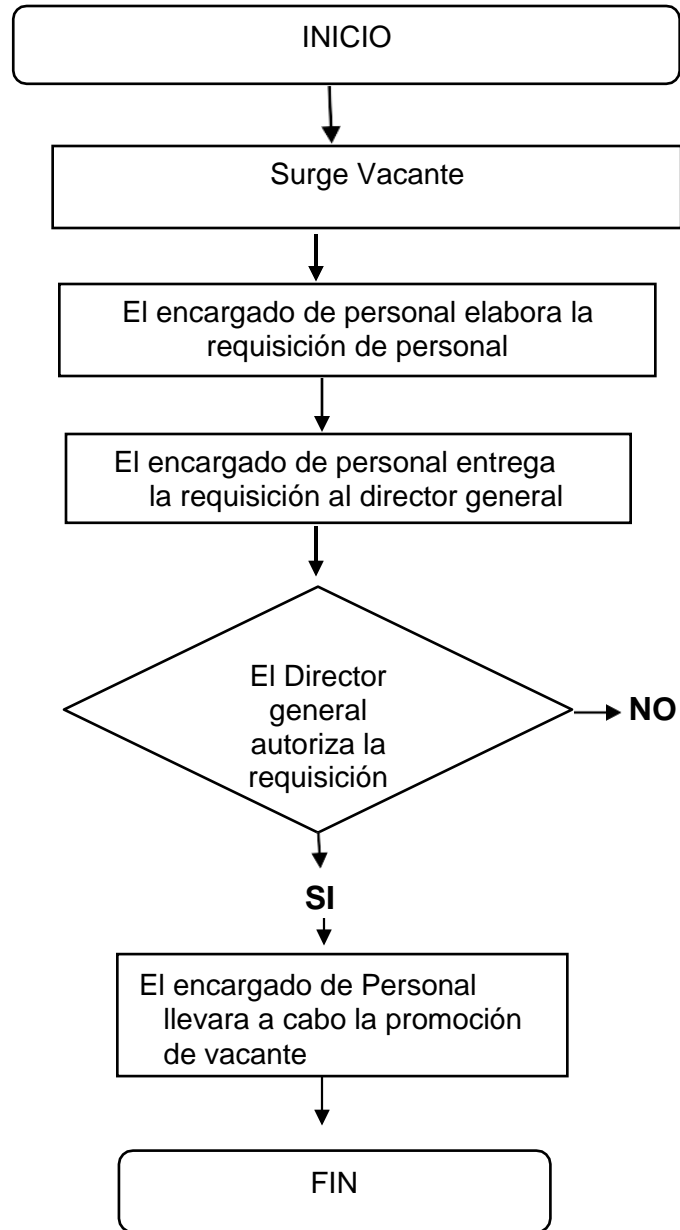 INICIO
Surge Vacante
El encargado de personal elabora la
requisición de personal
El encargado de personal entrega
la requisición al director general
El Director
general
autoriza la
requisición
NO
SI
El encargado de Personal
llevara a cabo la promoción
de vacante
FIN